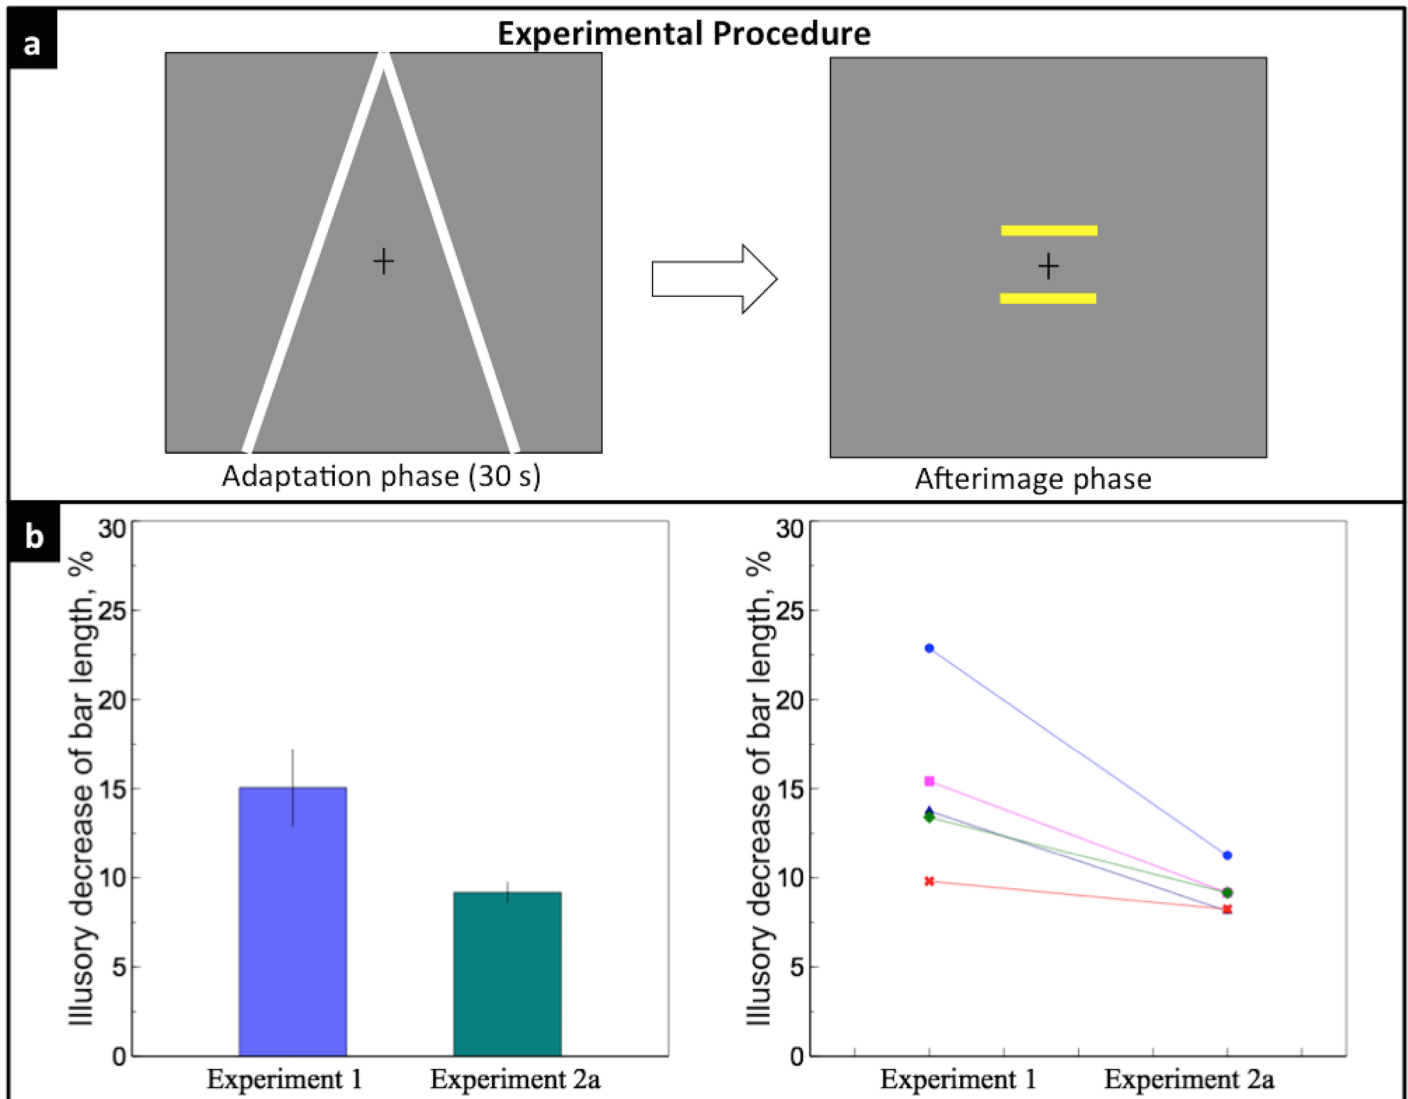 a
Experimental Procedure
Adaptation phase (30 s)
Afterimage phase
b
Illusory decrease of bar length, %
30
25
20
15
10
5
0
Experiment 1
Experiment 2a
Illusory decrease of bar length, %
30
25
20
15
10
5
0
Experiment 1
Experiment 2a